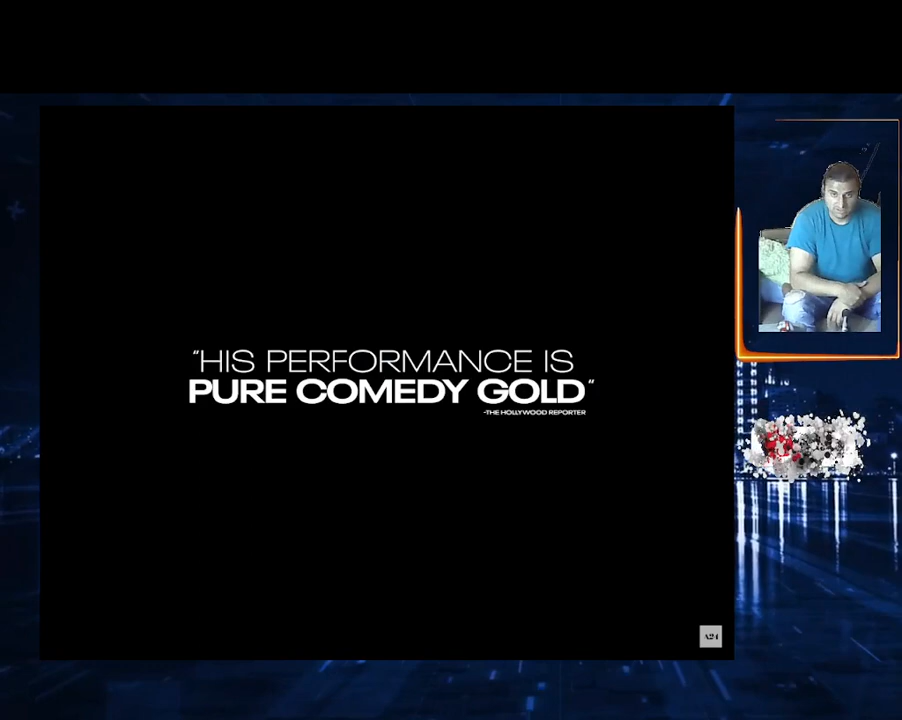 "HIS PERFORMANCE IS
PURE COMEDY GOLD"
-THE HOLLYWOOD REPORTER
A24